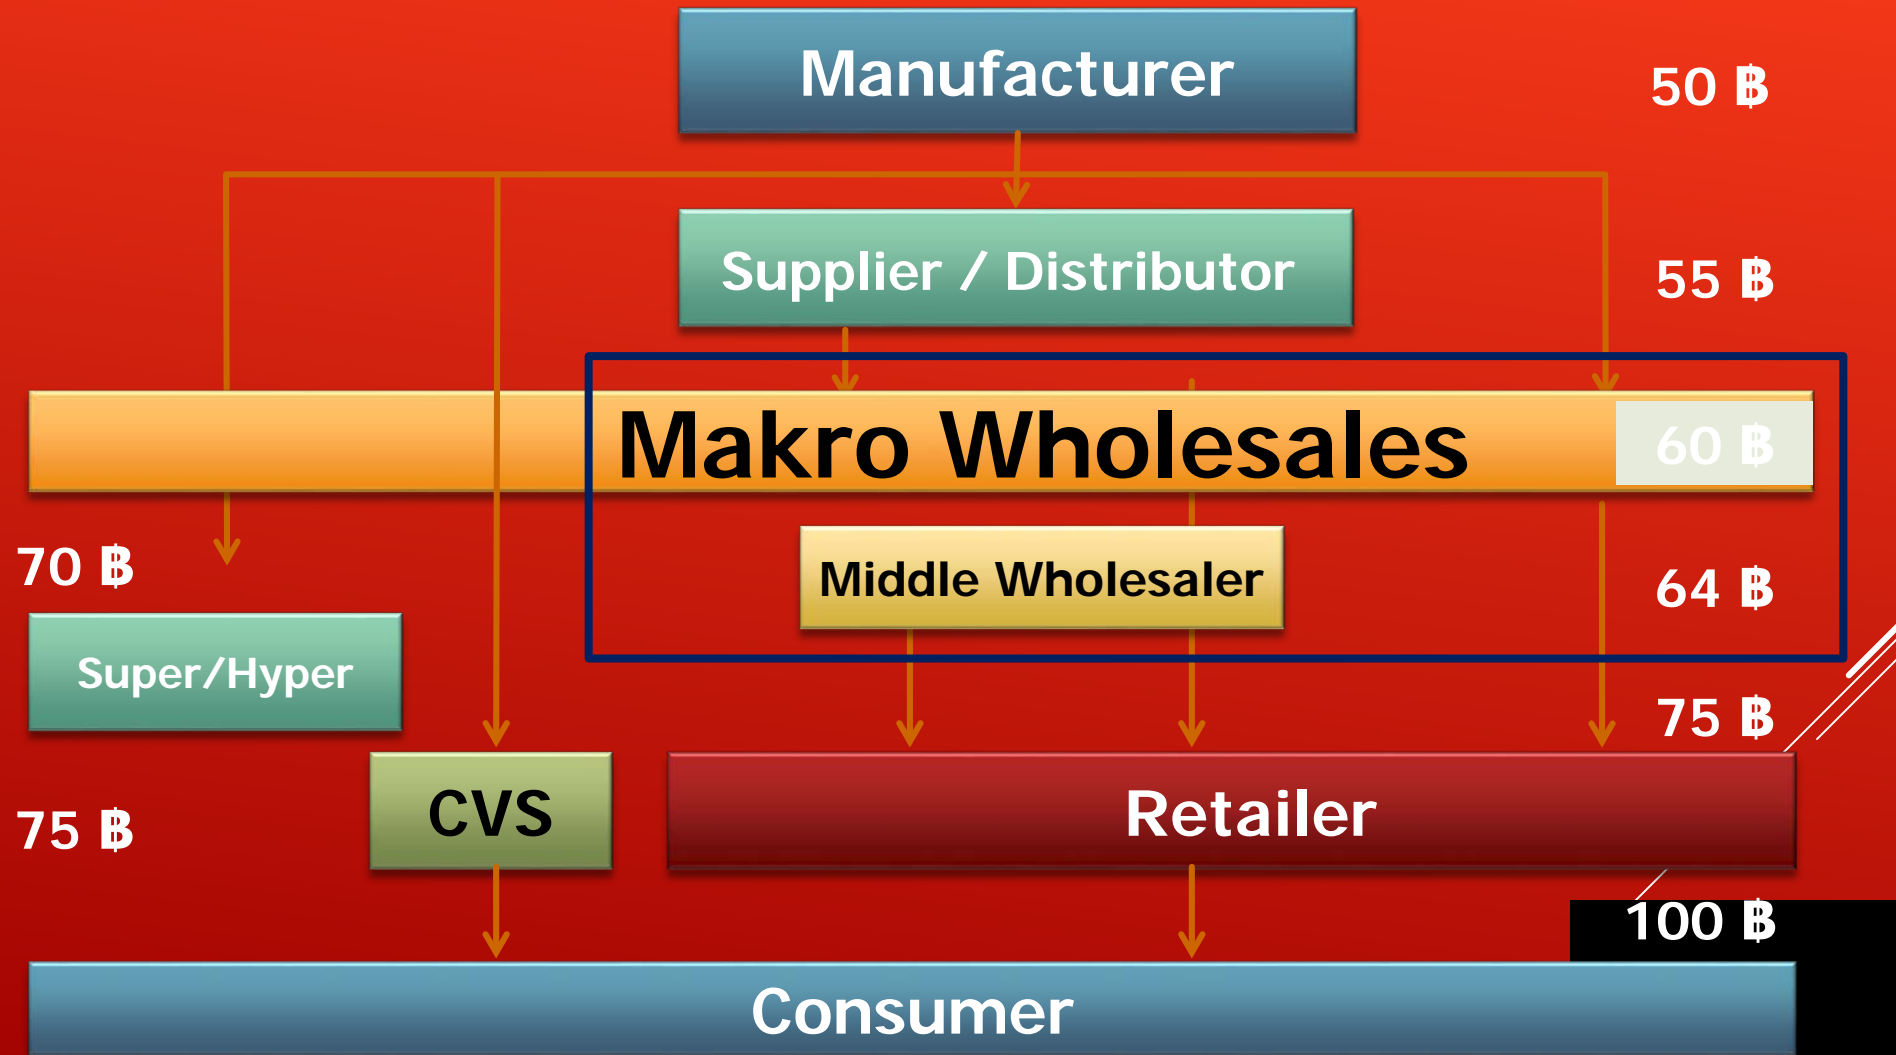 Manufacturer
50 ฿
Supplier / Distributor
55 ฿
Makro Wholesales
60 ฿
70 ฿
Middle Wholesaler
64 ฿
Super/Hyper
75 ฿
75 ฿
CVS
Retailer
100 ฿
Consumer